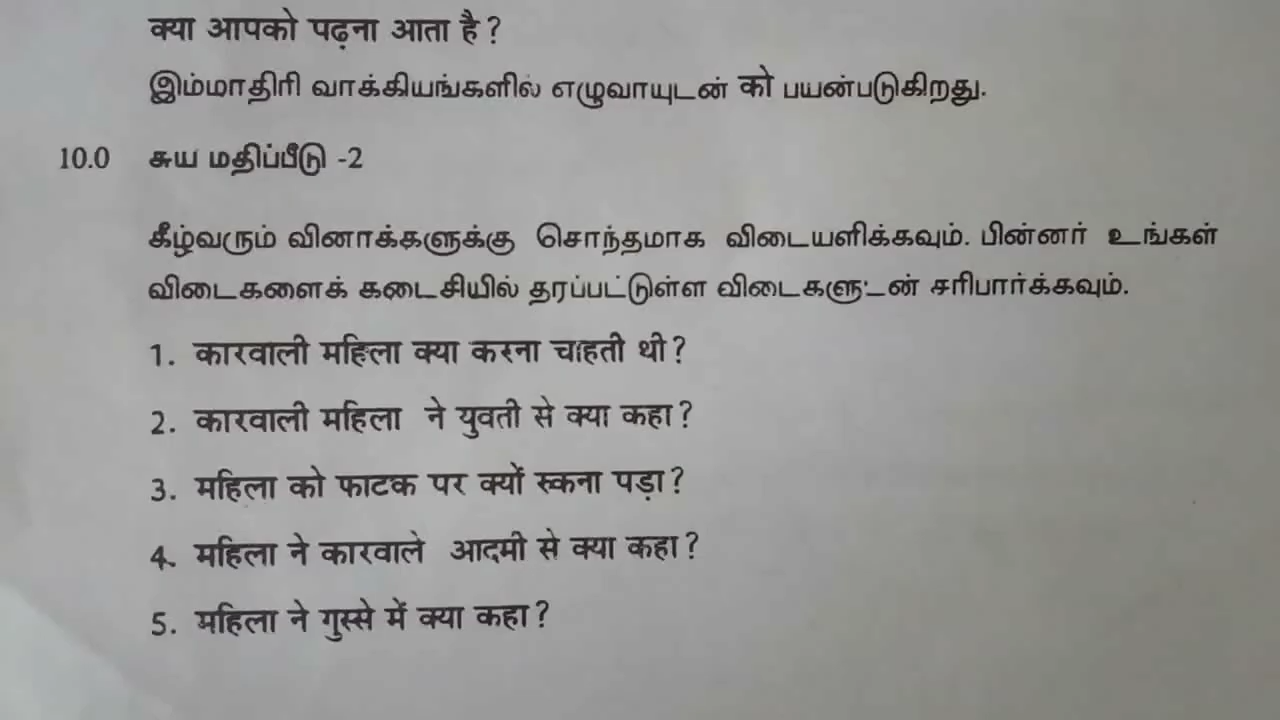 क्या आपको पढ़ना आता है?
இம்மாதிரி வாக்கியங்களில் எழுவாயுடன் को பயன்படுகிறது.
10.0 சுய மதிப்பீடு -2
கீழ்வரும் வினாக்களுக்கு சொந்தமாக விடையளிக்கவும். பின்னர் உங்கள்
விடைகளைக் கடைசியில் தரப்பட்டுள்ள விடைகளுடன் சரிபார்க்கவும்.
1. कारवाली महिला क्या करना चाहती थी?
2. कारवाली महिला ने युवती से क्या कहा?
3. महिला को फाटक पर क्यों रुकना पड़ा?
4. महिला ने कारवाले आदमी से क्या कहा?
5. महिला ने गुस्से में क्या कहा?